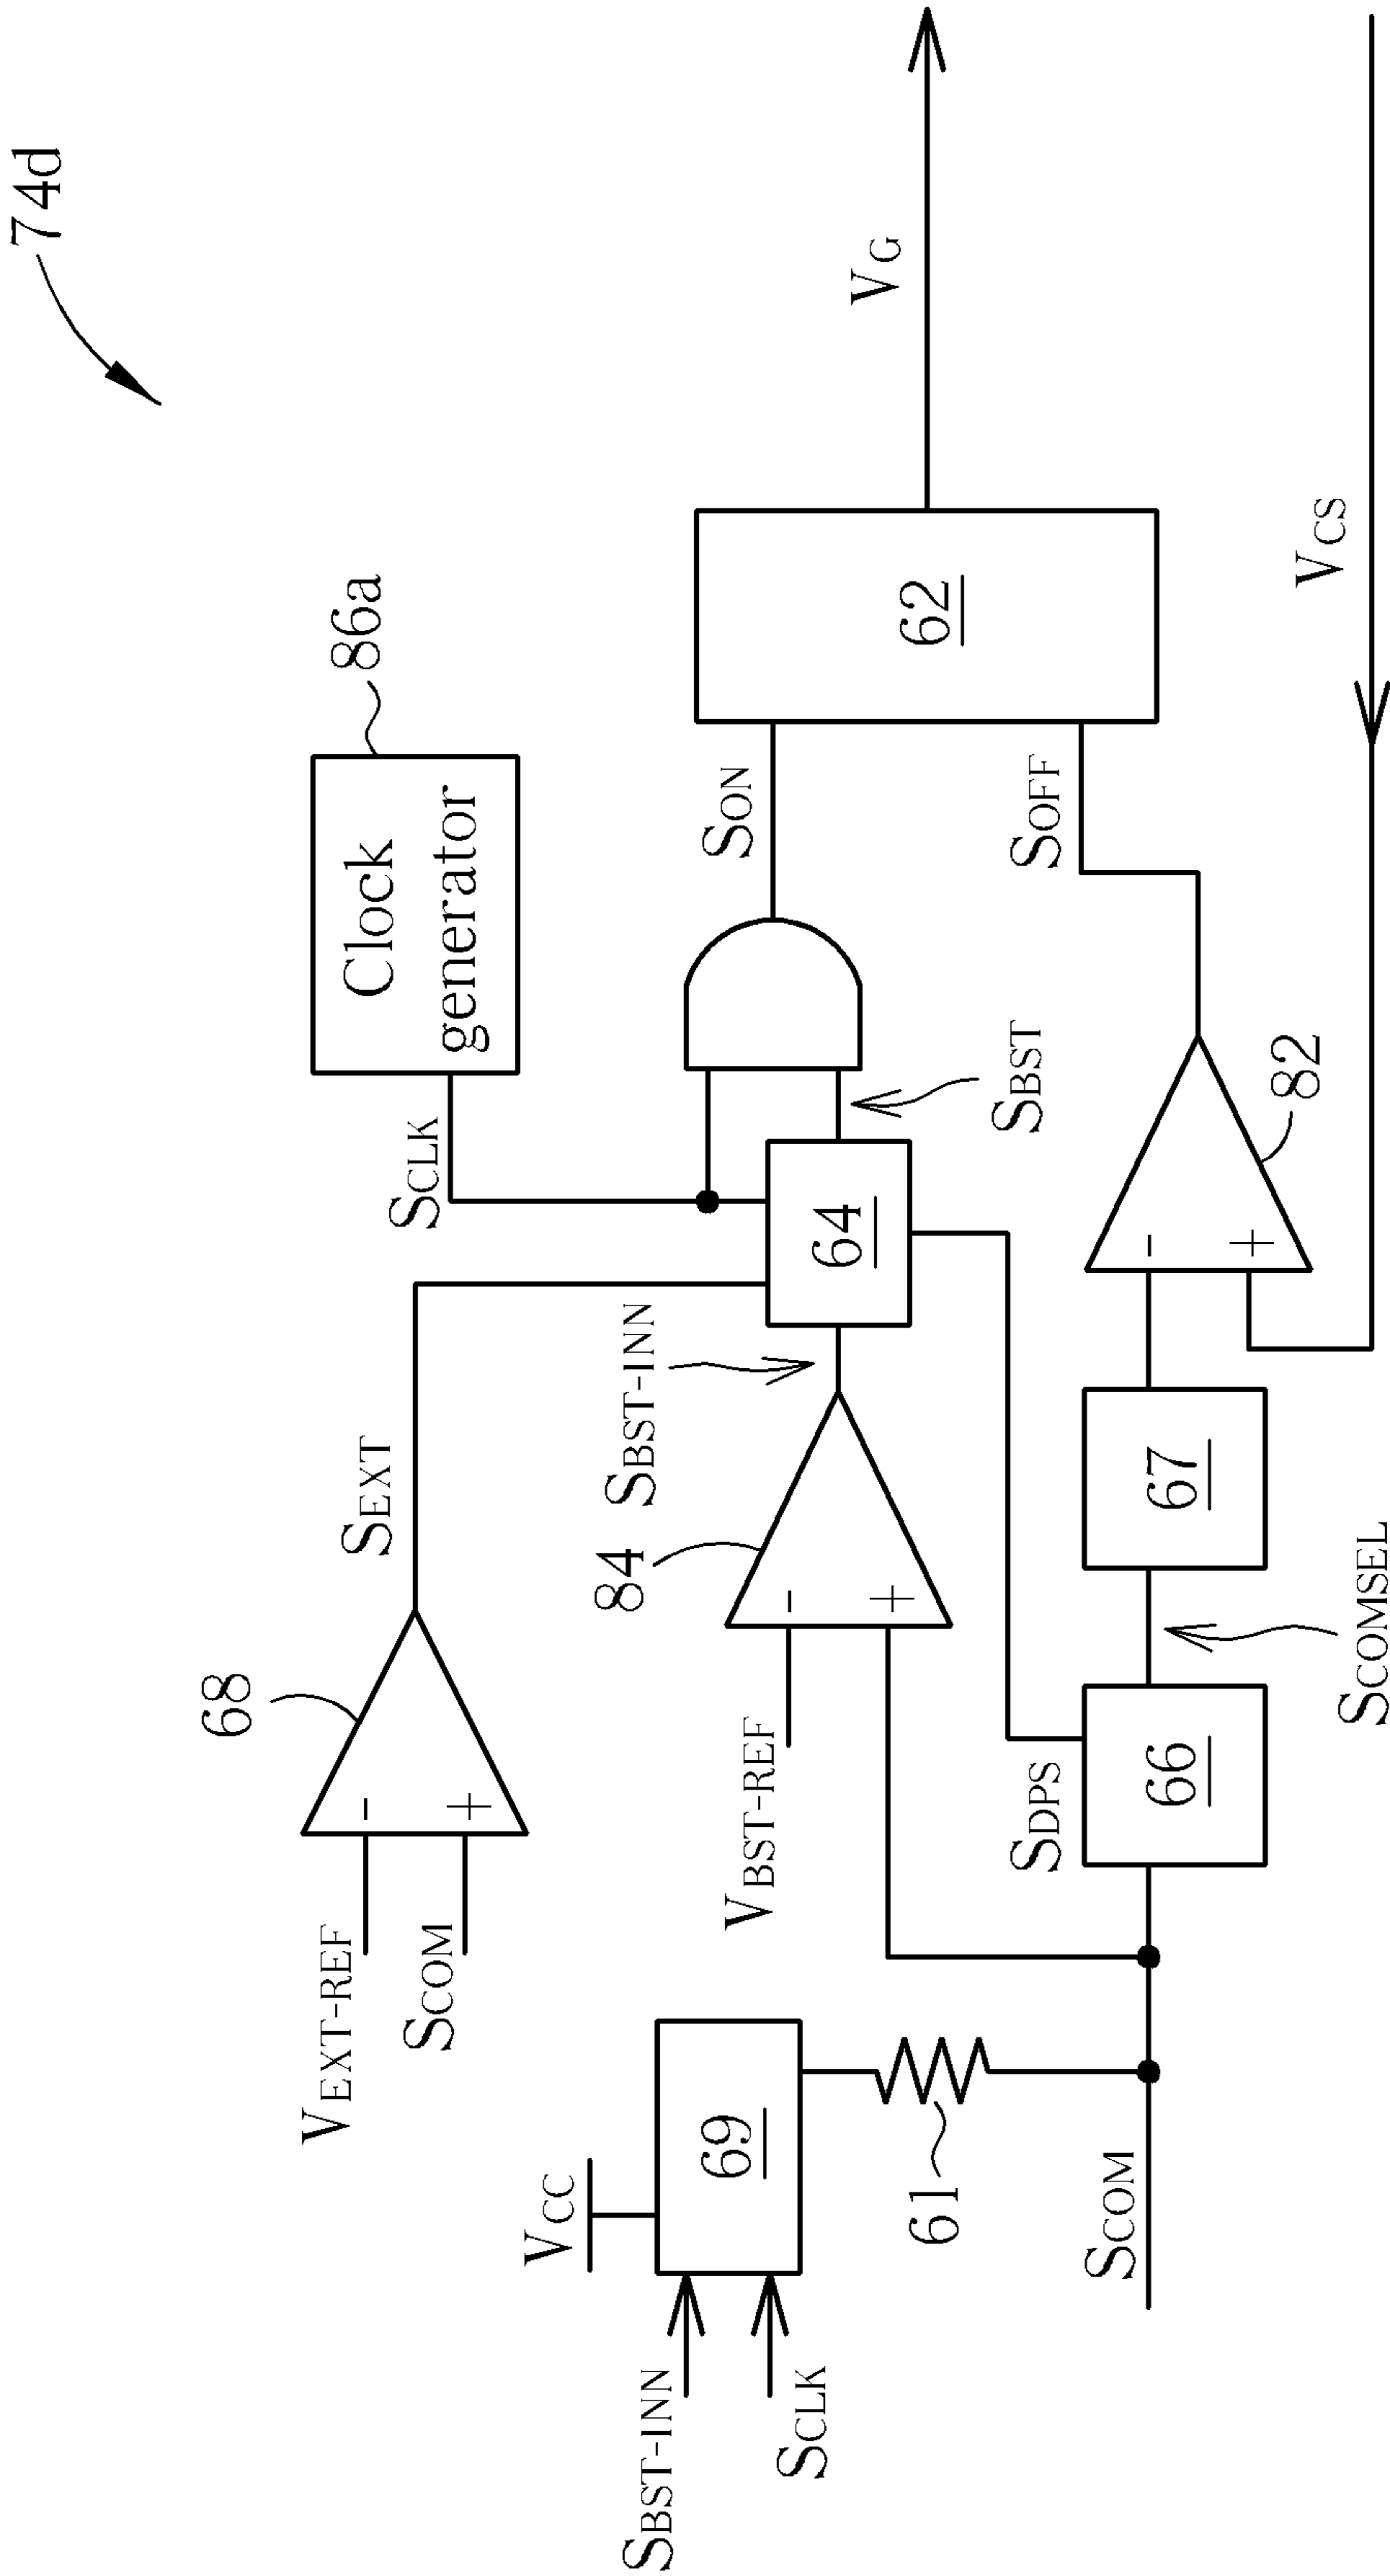 74d
Clock
generator
86a
SCLK
SEXT
68
VEXT-REF
SCOM
VCC
SBST-INN
SCLK
69
61
SCOM
VBST-REF
84
SBST-INN
64
SBST
SON
SOFF
62
VG
VCS
82
67
SCOMSEL
66
SDPS
-
+
-
+
-
+